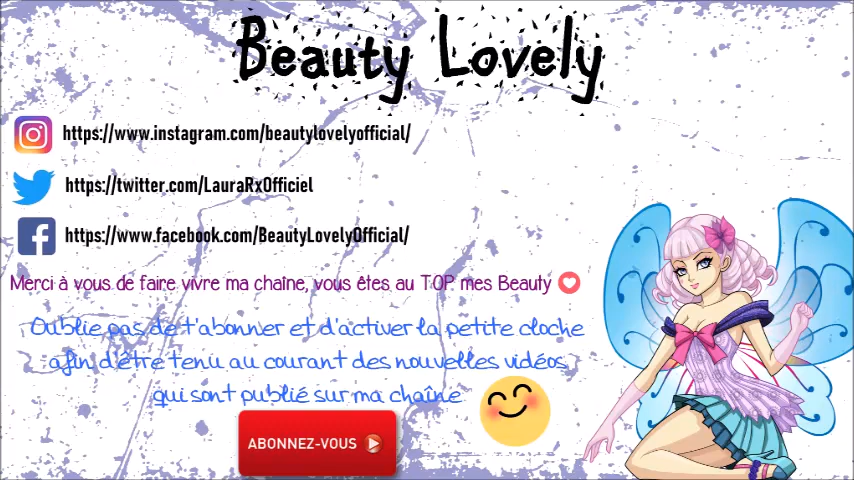 Beauty Lovely
https://www.instagram.com/beautylovelyofficial/
https://twitter.com/LauraRxOfficiel
https://www.facebook.com/BeautyLovelyOfficial/
Merci à vous de faire vivre ma chaîne, vous êtes au TOP. mes Beauty
Oublie pas de t'abonner et d'activer la petite cloche
afin d'être tenu au courant des nouvelles vidéos
qui sont publié sur ma chaîne
ABONNEZ-VOUS